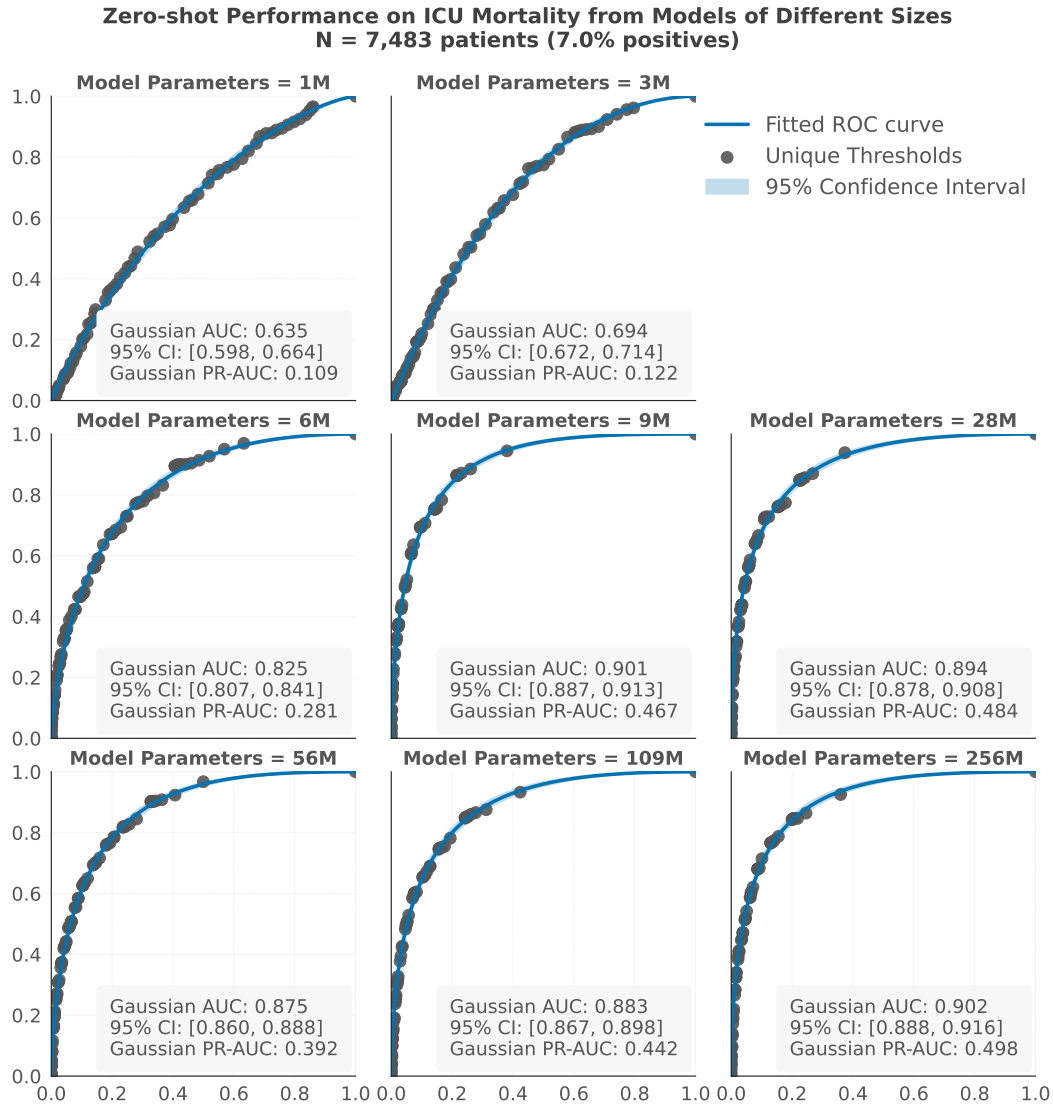 Zero-shot Performance on ICU Mortality from Models of Different Sizes
N = 7,483 patients (7.0% positives)
Model Parameters = 1M
1.0
0.8
0.6
0.4
0.2
0.0
Gaussian AUC: 0.635
95% CI: [0.598, 0.664]
Gaussian PR-AUC: 0.109
Model Parameters = 3M
Gaussian AUC: 0.694
95% CI: [0.672, 0.714]
Gaussian PR-AUC: 0.122
Fitted ROC curve
Unique Thresholds
95% Confidence Interval
Model Parameters = 6M
1.0
0.8
0.6
0.4
0.2
0.0
Gaussian AUC: 0.825
95% CI: [0.807, 0.841]
Gaussian PR-AUC: 0.281
Model Parameters = 9M
Gaussian AUC: 0.901
95% CI: [0.887, 0.913]
Gaussian PR-AUC: 0.467
Model Parameters = 28M
Gaussian AUC: 0.894
95% CI: [0.878, 0.908]
Gaussian PR-AUC: 0.484
Model Parameters = 56M
1.0
0.8
0.6
0.4
0.2
0.0
Gaussian AUC: 0.875
95% CI: [0.860, 0.888]
Gaussian PR-AUC: 0.392
0.0 0.2 0.4 0.6 0.8 1.0
Model Parameters = 109M
Gaussian AUC: 0.883
95% CI: [0.867, 0.898]
Gaussian PR-AUC: 0.442
0.0 0.2 0.4 0.6 0.8 1.0
Model Parameters = 256M
Gaussian AUC: 0.902
95% CI: [0.888, 0.916]
Gaussian PR-AUC: 0.498
0.0 0.2 0.4 0.6 0.8 1.0